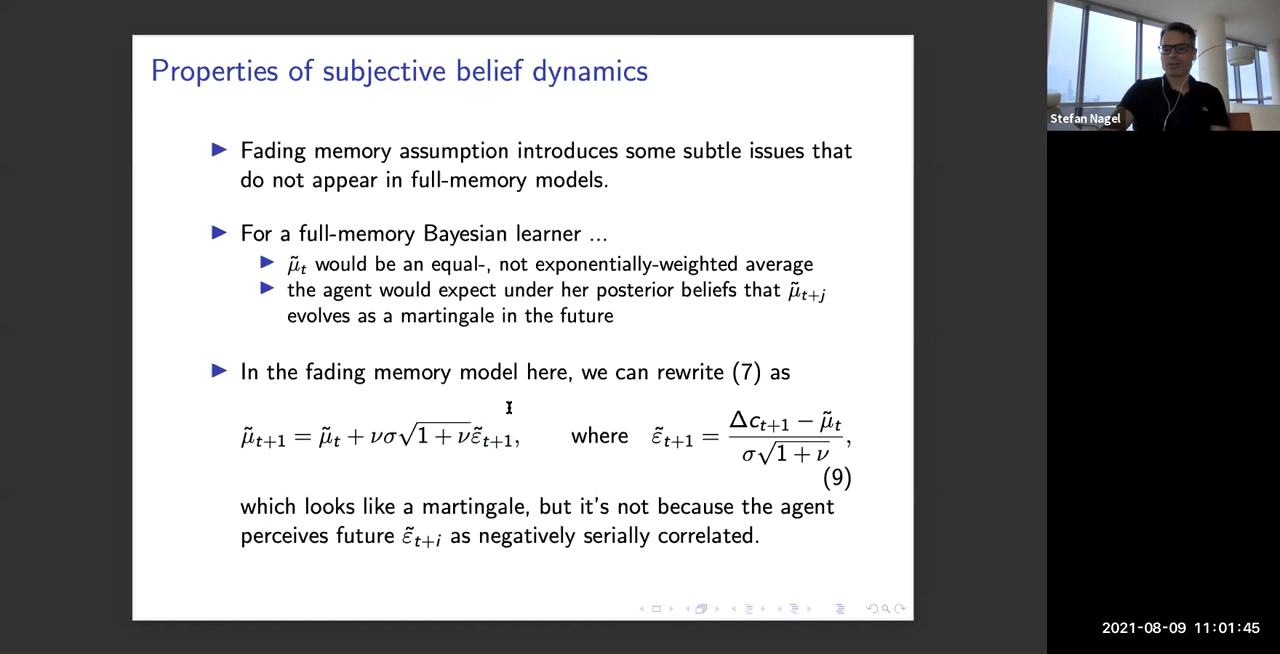 Properties of subjective belief dynamics
Fading memory assumption introduces some subtle issues that
do not appear in full-memory models.
For a full-memory Bayesian learner ...
μ̃_t would be an equal-, not exponentially-weighted average
the agent would expect under her posterior beliefs that μ̃_{t+j}
evolves as a martingale in the future
In the fading memory model here, we can rewrite (7) as
μ̃_{t+1} = μ̃_t + νσ√(1+ν) ε̃_{t+1}, where ε̃_{t+1} = (Δc_{t+1} − μ̃_t) / (σ√(1+ν)),
(9)
which looks like a martingale, but it's not because the agent
perceives future ε̃_{t+i} as negatively serially correlated.
Stefan Nagel
2021-08-09 11:01:45